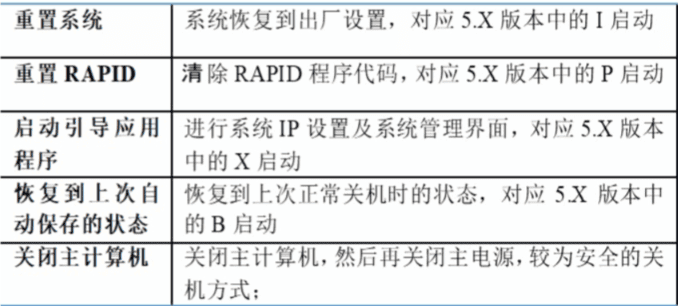 重置系统
系统恢复到出厂设置，对应 5.X 版本中的 I 启动
重置 RAPID
清除 RAPID 程序代码，对应 5.X 版本中的 P 启动
启动引导应用
程序
进行系统 IP 设置及系统管理界面，对应 5.X 版本
中的 X 启动
恢复到上次自
动保存的状态
恢复到上次正常关机时的状态，对应 5.X 版本中
的 B 启动
关闭主计算机
关闭主计算机，然后再关闭主电源，较为安全的关
机方式；